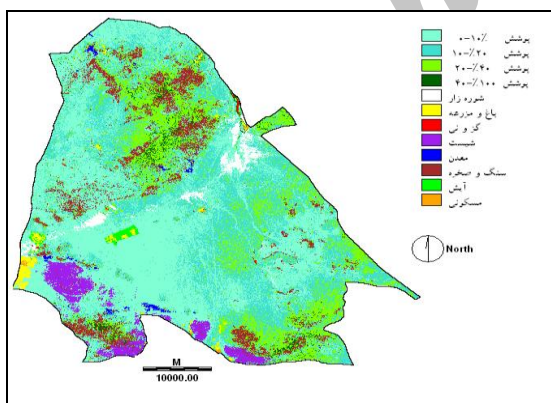 پوشش ۰-۱۰٪
پوشش ۱۰-٪۲۰
پوشش ۲۰-٪۴۰
پوشش ۴۰-٪۱۰۰
شوره زار
باغ و مزرعه
گز و نی
شیست
معدن
سنگ و صخره
آیش
مسکونی
North
M
10000.00